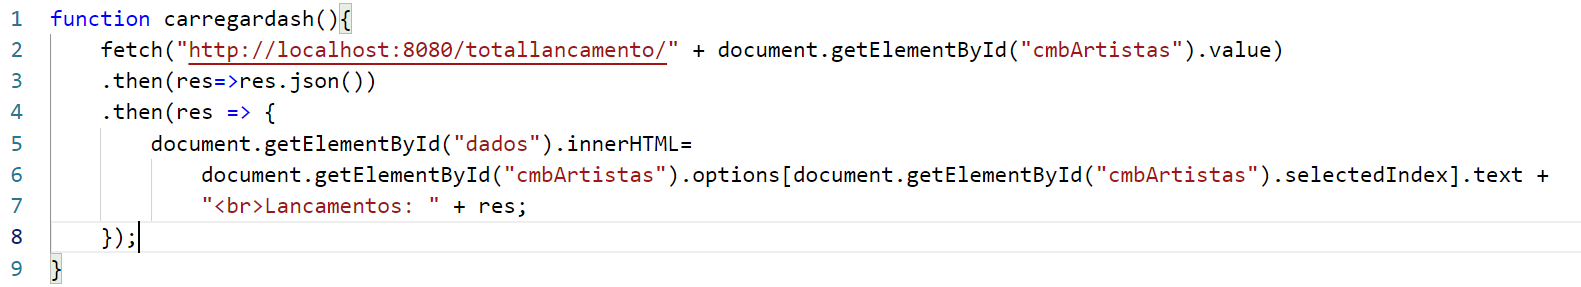 1 function carregardash(){
2 fetch("http://localhost:8080/totallancamento/" + document.getElementById("cmbArtistas").value)
3 .then(res=>res.json())
4 .then(res => {
5 document.getElementById("dados").innerHTML=
6 document.getElementById("cmbArtistas").options[document.getElementById("cmbArtistas").selectedIndex].text +
7 "<br>Lancamentos: " + res;
8 });
9 }